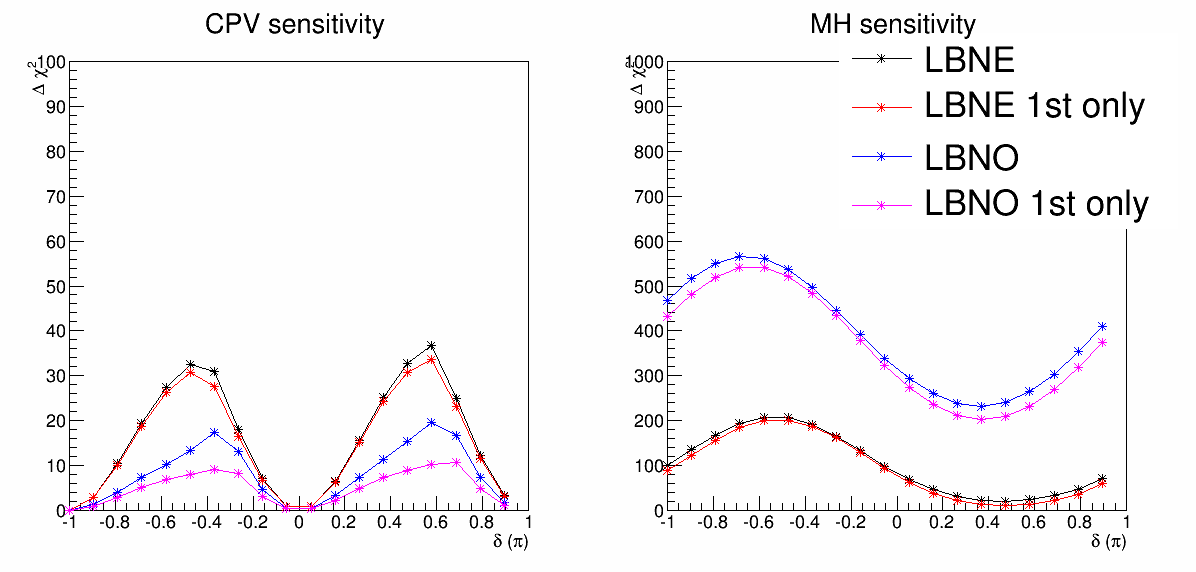 CPV sensitivity
Δ χ²
100
90
80
70
60
50
40
30
20
10
0
-1 -0.8 -0.6 -0.4 -0.2 0 0.2 0.4 0.6 0.8 1
δ (π)
MH sensitivity
Δ χ²
1000
900
800
700
600
500
400
300
200
100
0
-1 -0.8 -0.6 -0.4 -0.2 0 0.2 0.4 0.6 0.8 1
δ (π)
LBNE
LBNE 1st only
LBNO
LBNO 1st only